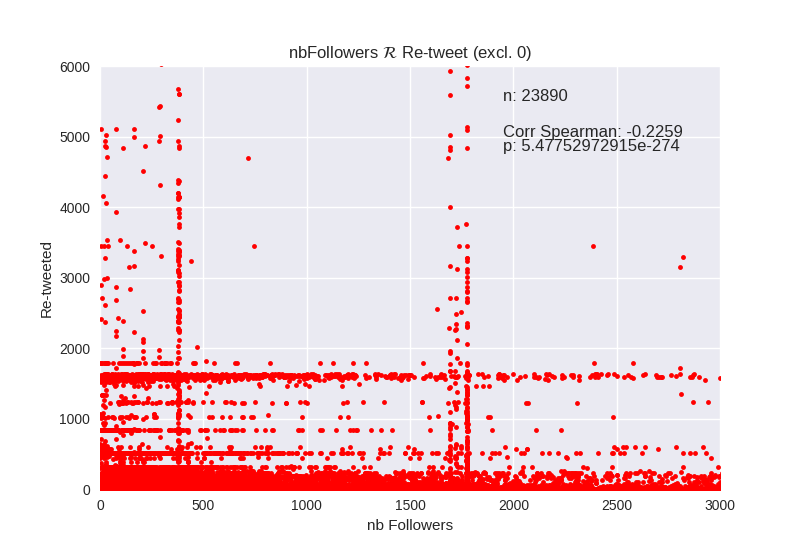 nbFollowers ℛ Re-tweet (excl. 0)
6000
5000
4000
3000
2000
1000
0
Re-tweeted
n: 23890
Corr Spearman: -0.2259
p: 5.47752972915e-274
0 500 1000 1500 2000 2500 3000
nb Followers